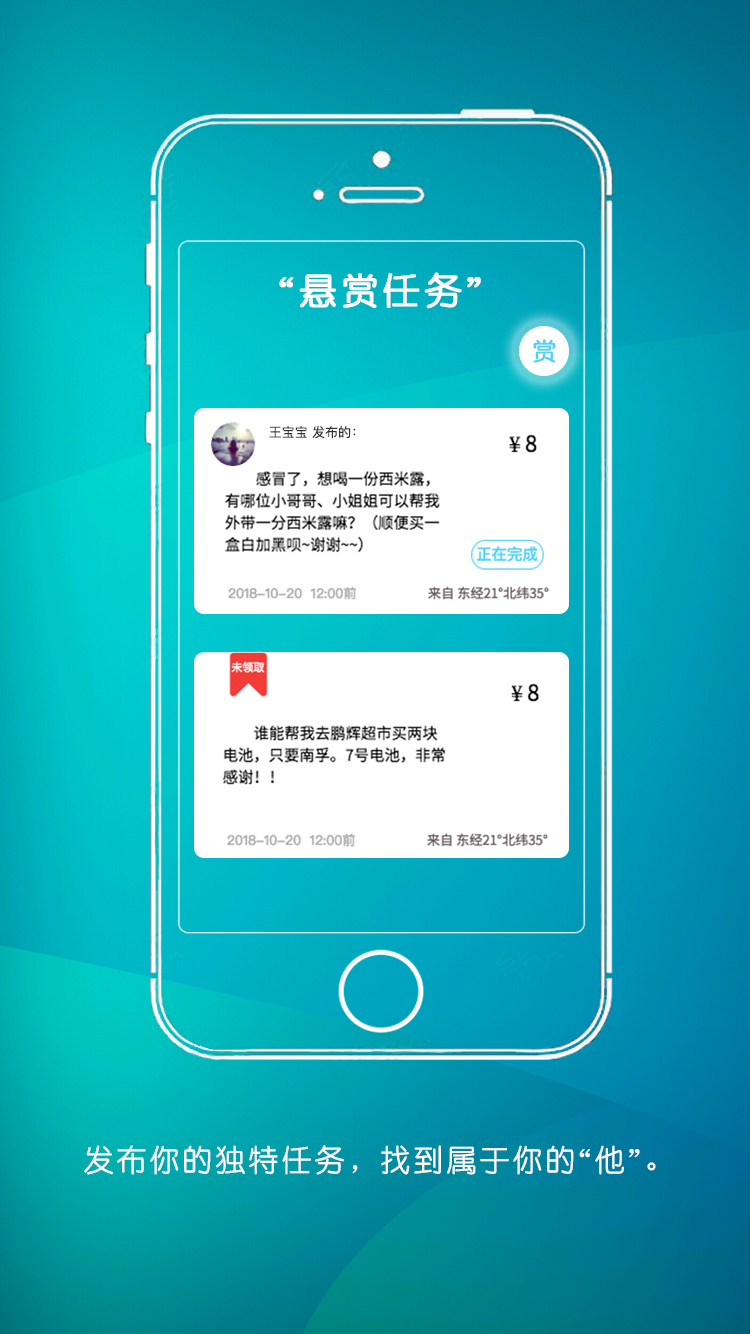 “悬赏任务”
赏
王宝宝 发布的：
¥8
感冒了，想喝一份西米露，
有哪位小哥哥、小姐姐可以帮我
外带一分西米露嘛？（顺便买一
盒白加黑呗~谢谢~~）
正在完成
2018-10-20 12:00前
来自 东经21°北纬35°
未领取
¥8
谁能帮我去鹏辉超市买两块
电池，只要南孚。7号电池，非常
感谢！！
2018-10-20 12:00前
来自 东经21°北纬35°
发布你的独特任务，找到属于你的“他”。